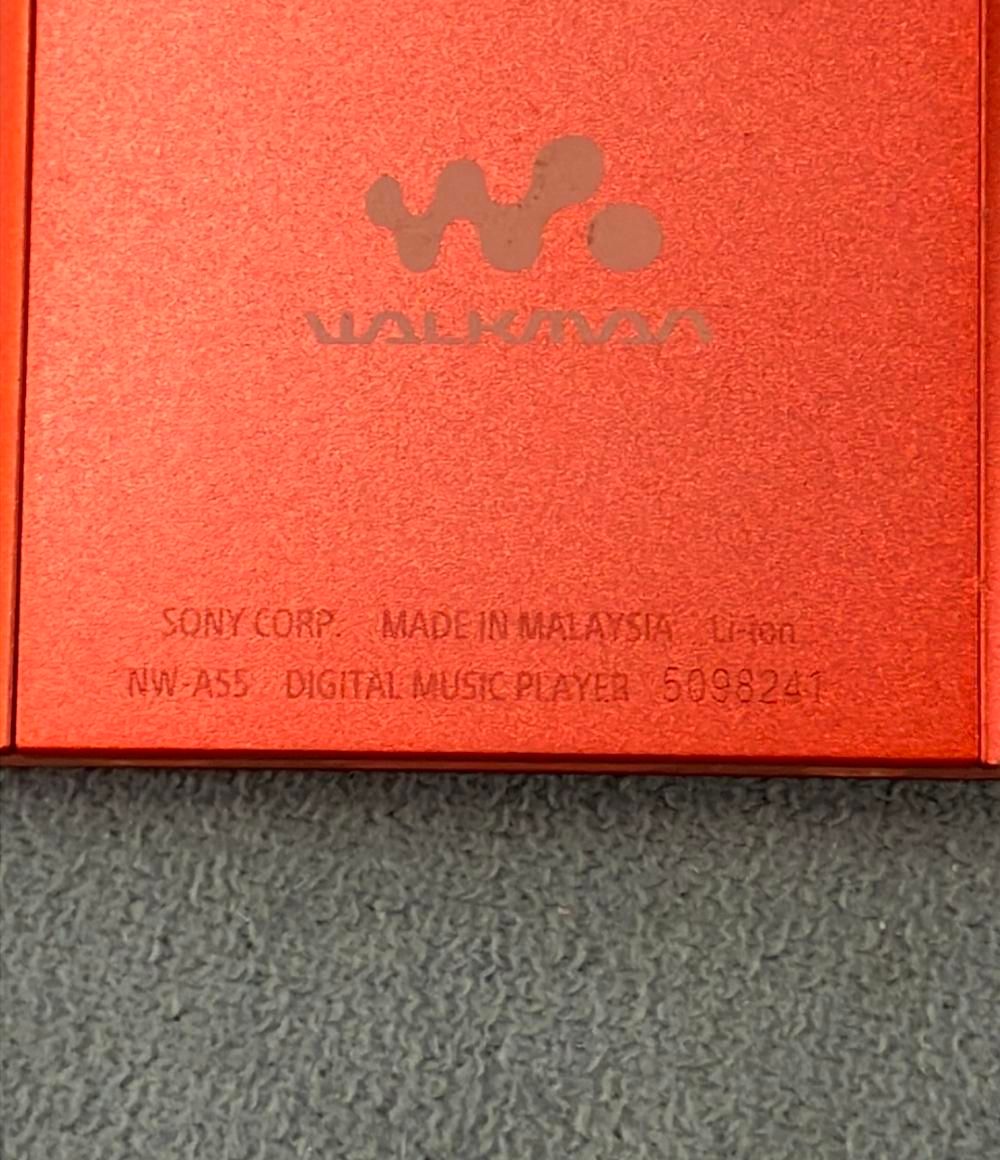 WALKMAN
SONY CORP. MADE IN MALAYSIA Li-ion
NW-A55 DIGITAL MUSIC PLAYER 5098241